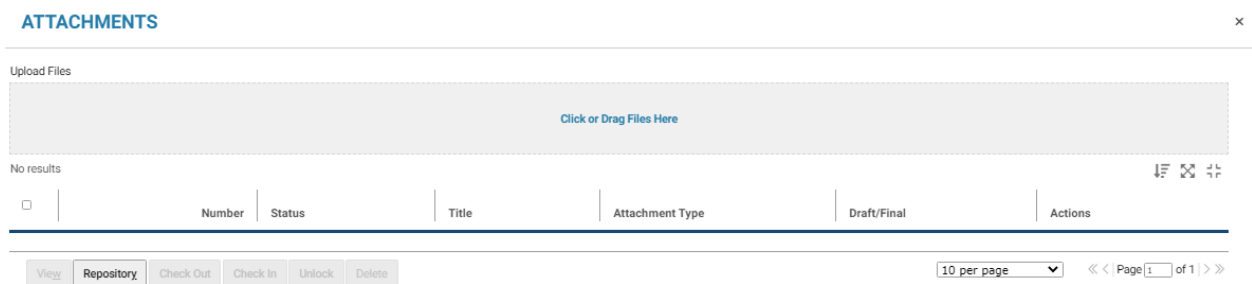 ATTACHMENTS ×
Upload Files
Click or Drag Files Here
No results
Number Status Title Attachment Type Draft/Final Actions
View Repository Check Out Check In Unlock Delete 10 per page Page 1 of 1